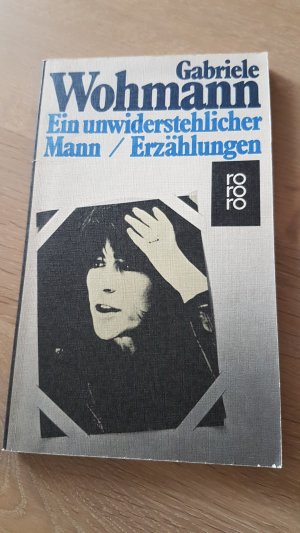 Gabriele
Wohmann
Ein unwiderstehlicher
Mann / Erzählungen
ro
ro
ro